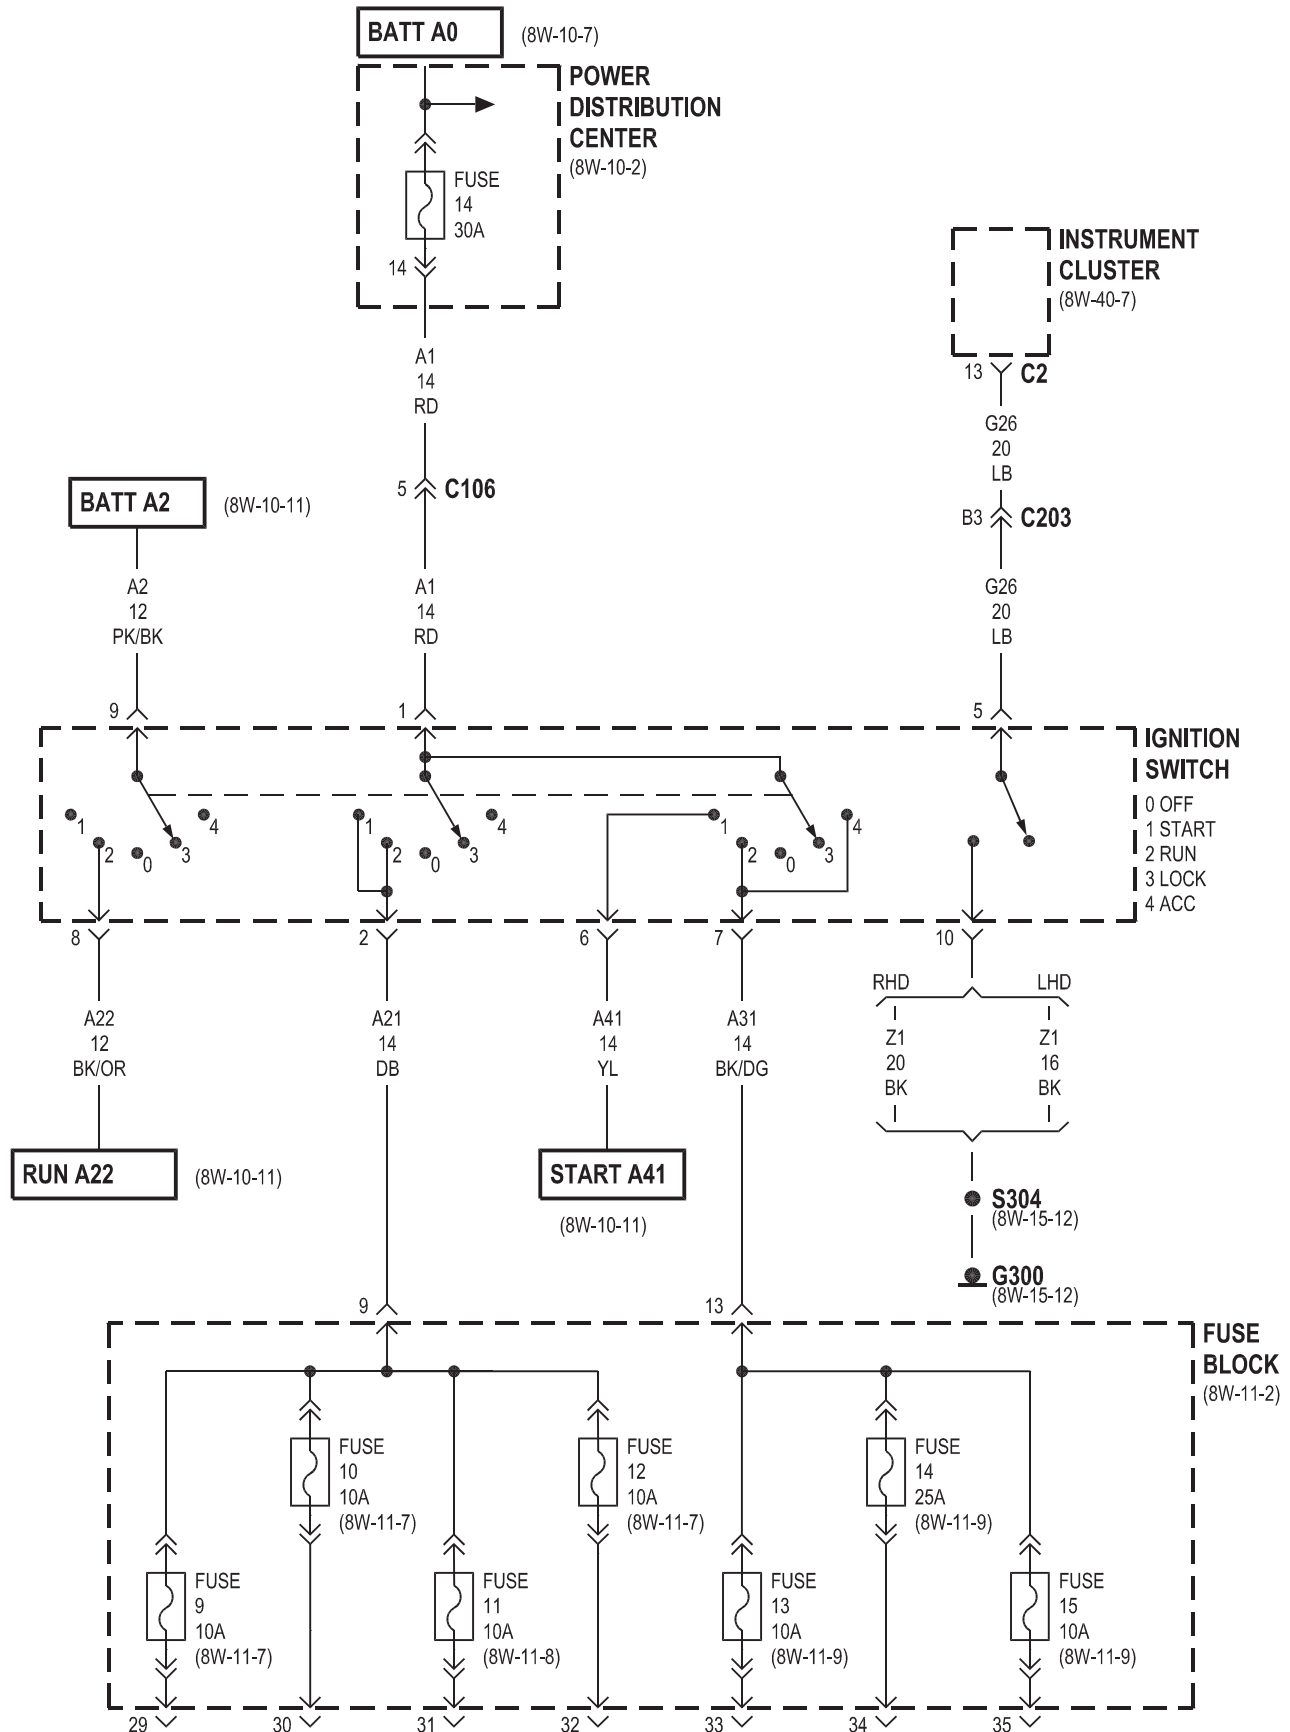 BATT A0
(8W-10-7)
POWER
DISTRIBUTION
CENTER
(8W-10-2)
FUSE
14
30A
14
INSTRUMENT
CLUSTER
(8W-40-7)
A1
14
RD
13
C2
G26
20
LB
BATT A2
(8W-10-11)
5
C106
B3
C203
A2
12
PK/BK
A1
14
RD
G26
20
LB
9
1
5
IGNITION
SWITCH
0 OFF
1 START
2 RUN
3 LOCK
4 ACC
1
2
0
3
4
1
2
0
3
4
1
2
0
3
4
8
2
6
7
10
RHD
LHD
A22
12
BK/OR
A21
14
DB
A41
14
YL
A31
14
BK/DG
Z1
20
BK
Z1
16
BK
RUN A22
(8W-10-11)
START A41
(8W-10-11)
S304
(8W-15-12)
G300
(8W-15-12)
9
13
FUSE
BLOCK
(8W-11-2)
FUSE
10
10A
(8W-11-7)
FUSE
12
10A
(8W-11-7)
FUSE
14
25A
(8W-11-9)
FUSE
9
10A
(8W-11-7)
FUSE
11
10A
(8W-11-8)
FUSE
13
10A
(8W-11-9)
FUSE
15
10A
(8W-11-9)
29
30
31
32
33
34
35